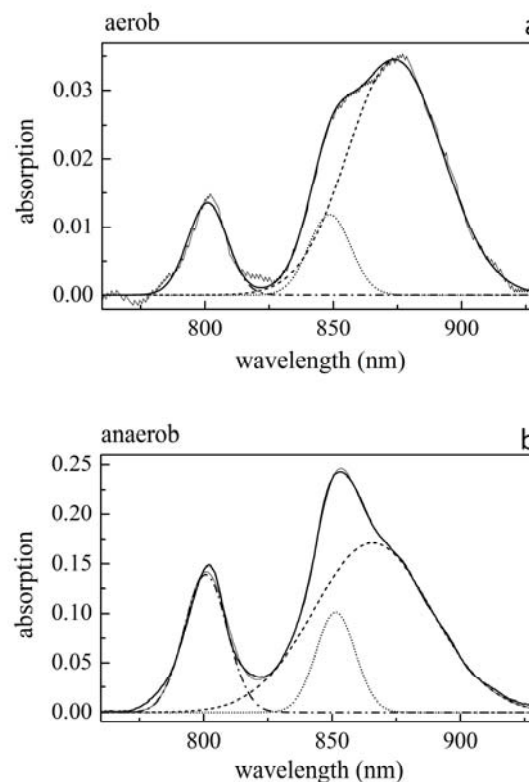 aerob a
absorption
0.03
0.02
0.01
0.00
800 850 900
wavelength (nm)
anaerob b
absorption
0.25
0.20
0.15
0.10
0.05
0.00
800 850 900
wavelength (nm)